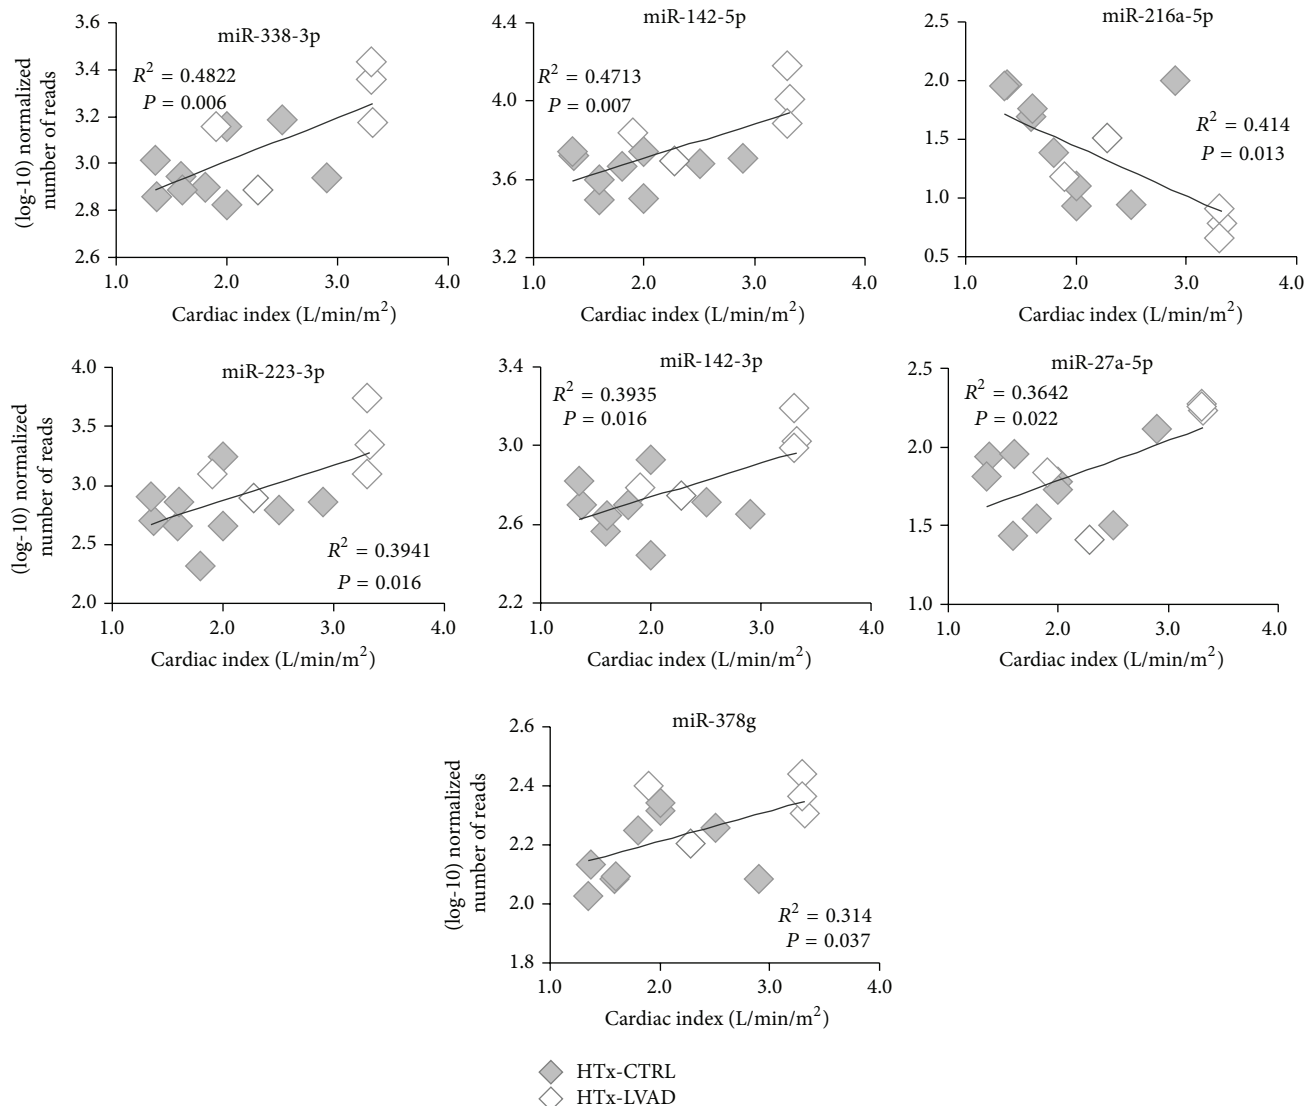 miR-338-3p
R² = 0.4822
P = 0.006
3.6
3.4
3.2
3.0
2.8
2.6
1.0 2.0 3.0 4.0
(log-10) normalized
number of reads
Cardiac index (L/min/m²)
miR-142-5p
R² = 0.4713
P = 0.007
4.4
4.0
3.6
3.2
1.0 2.0 3.0 4.0
Cardiac index (L/min/m²)
miR-216a-5p
R² = 0.414
P = 0.013
2.5
2.0
1.5
1.0
0.5
1.0 2.0 3.0 4.0
Cardiac index (L/min/m²)
miR-223-3p
R² = 0.3941
P = 0.016
4.0
3.5
3.0
2.5
2.0
1.0 2.0 3.0 4.0
(log-10) normalized
number of reads
Cardiac index (L/min/m²)
miR-142-3p
R² = 0.3935
P = 0.016
3.4
3.0
2.6
2.2
1.0 2.0 3.0 4.0
Cardiac index (L/min/m²)
miR-27a-5p
R² = 0.3642
P = 0.022
2.5
2.0
1.5
1.0
1.0 2.0 3.0 4.0
Cardiac index (L/min/m²)
miR-378g
R² = 0.314
P = 0.037
2.6
2.4
2.2
2.0
1.8
1.0 2.0 3.0 4.0
(log-10) normalized
number of reads
Cardiac index (L/min/m²)
HTx-CTRL
HTx-LVAD